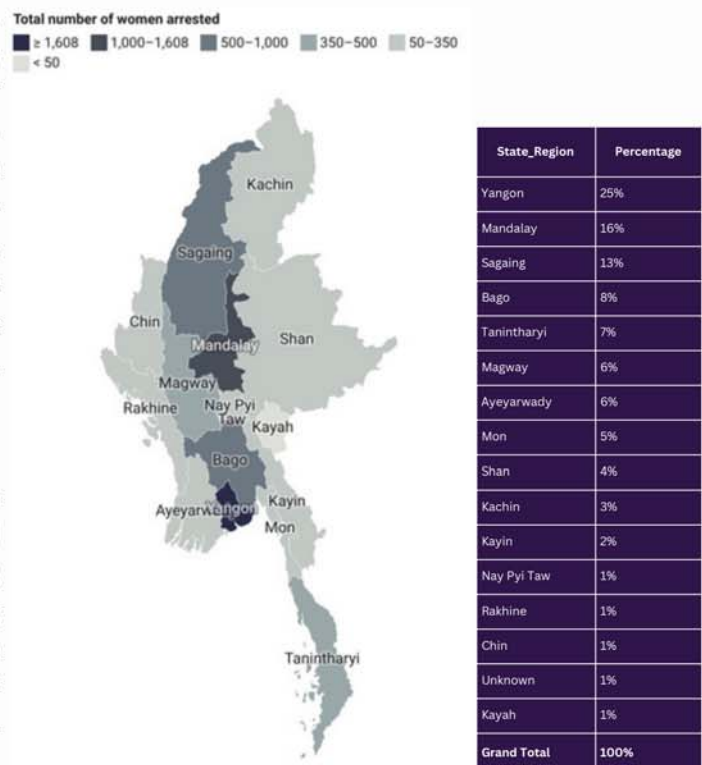 Total number of women arrested
≥ 1,608 1,000–1,608 500–1,000 350–500 50–350
< 50
Kachin
Sagaing
Chin
Shan
Mandalay
Magway
Rakhine
Nay Pyi
Taw
Kayah
Bago
Kayin
Mon
Tanintharyi
State_Region Percentage
Yangon 25%
Mandalay 16%
Sagaing 13%
Bago 8%
Tanintharyi 7%
Magway 6%
Ayeyarwady 6%
Mon 5%
Shan 4%
Kachin 3%
Kayin 2%
Nay Pyi Taw 1%
Rakhine 1%
Chin 1%
Unknown 1%
Kayah 1%
Grand Total 100%